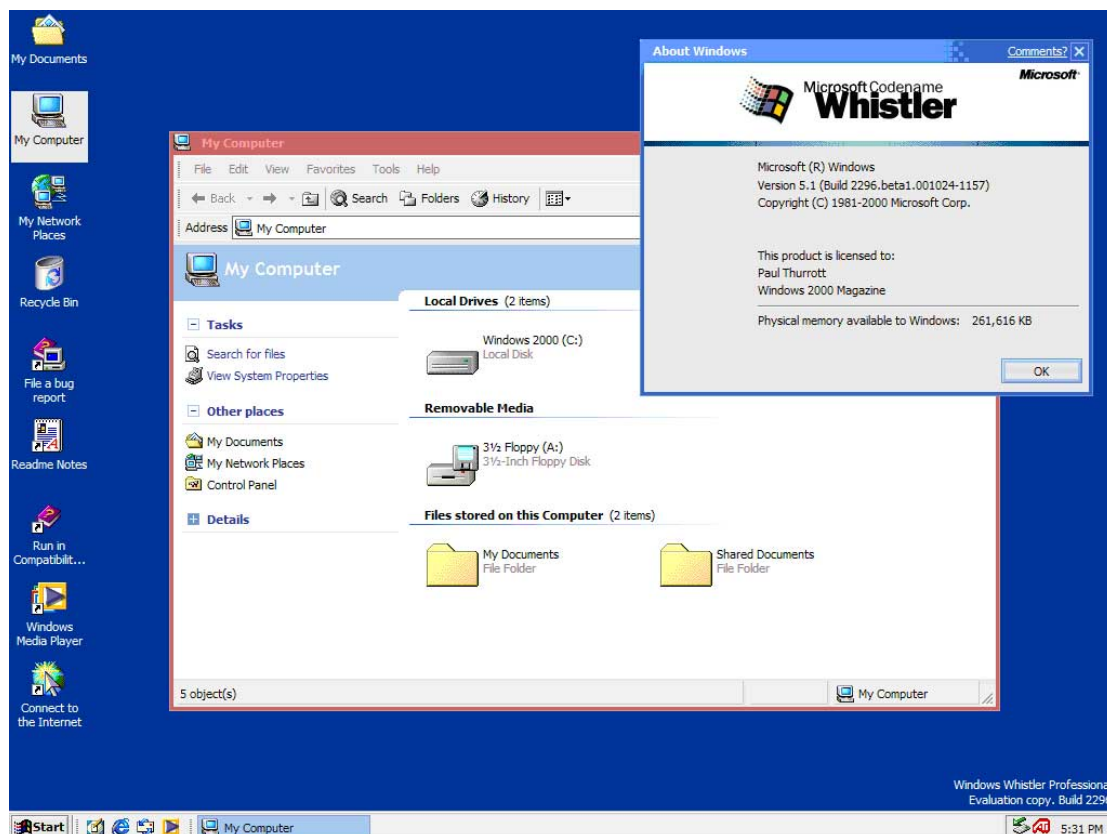 My Documents
My Computer
My Network
Places
Recycle Bin
File a bug
report
Readme Notes
Run in
Compatibilit...
Windows
Media Player
Connect to
the Internet
My Computer
File Edit View Favorites Tools Help
Back Search Folders History
Address My Computer
My Computer
Tasks
Search for files
View System Properties
Other places
My Documents
My Network Places
Control Panel
Details
Local Drives (2 items)
Windows 2000 (C:)
Local Disk
Removable Media
3½ Floppy (A:)
3½-Inch Floppy Disk
Files stored on this Computer (2 items)
My Documents
File Folder
Shared Documents
File Folder
5 object(s)
My Computer
About Windows Comments?
Microsoft
Microsoft Codename
Whistler
Microsoft (R) Windows
Version 5.1 (Build 2296.beta1.001024-1157)
Copyright (C) 1981-2000 Microsoft Corp.
This product is licensed to:
Paul Thurrott
Windows 2000 Magazine
Physical memory available to Windows: 261,616 KB
OK
Windows Whistler Professiona
Evaluation copy. Build 229
Start My Computer 5:31 PM